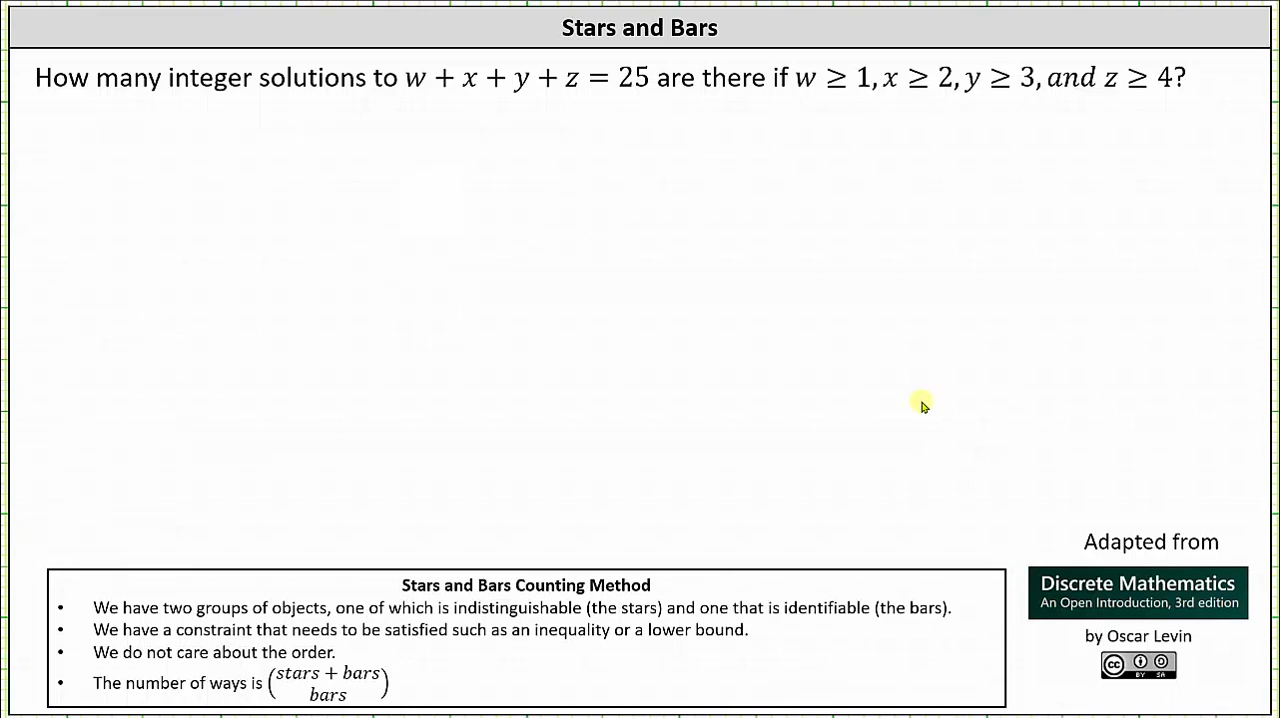 Stars and Bars
How many integer solutions to w + x + y + z = 25 are there if w ≥ 1, x ≥ 2, y ≥ 3, and z ≥ 4?
Adapted from
Discrete Mathematics
An Open Introduction, 3rd edition
by Oscar Levin
cc BY SA
Stars and Bars Counting Method
• We have two groups of objects, one of which is indistinguishable (the stars) and one that is identifiable (the bars).
• We have a constraint that needs to be satisfied such as an inequality or a lower bound.
• We do not care about the order.
• The number of ways is (stars + bars
bars)